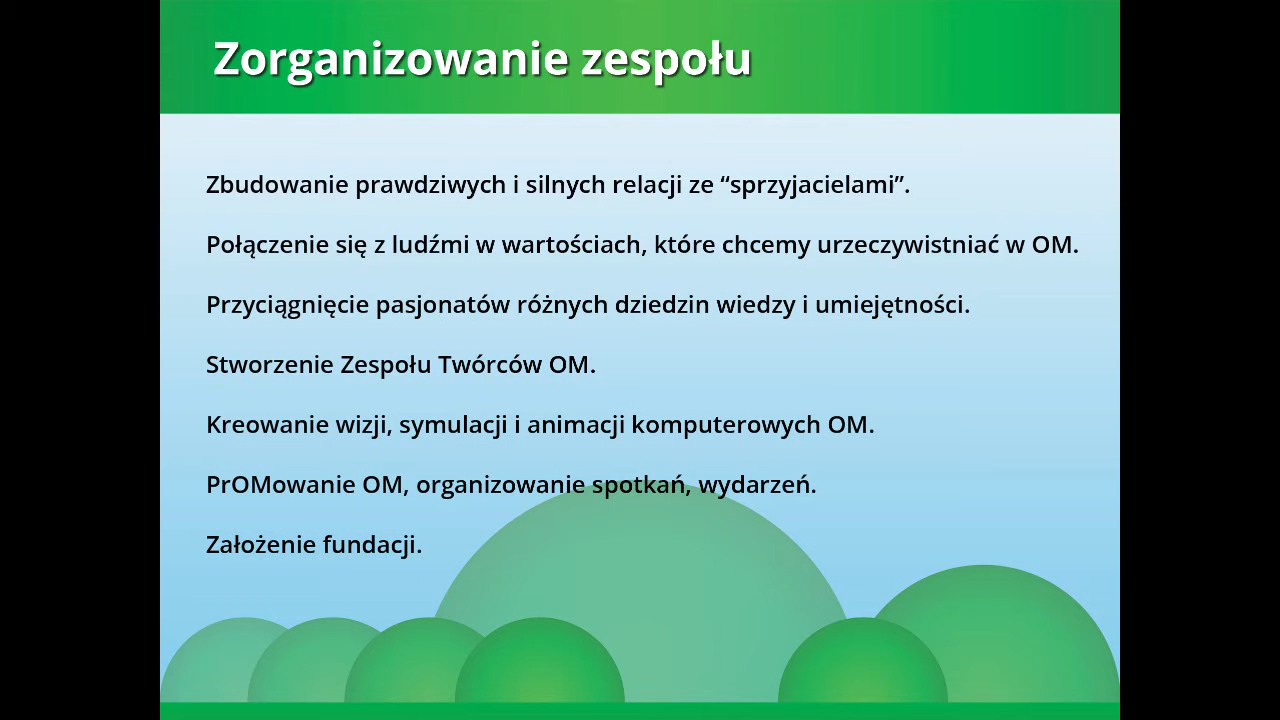 Zorganizowanie zespołu
Zbudowanie prawdziwych i silnych relacji ze “sprzyjacielami”.
Połączenie się z ludźmi w wartościach, które chcemy urzeczywistniać w OM.
Przyciągnięcie pasjonatów różnych dziedzin wiedzy i umiejętności.
Stworzenie Zespołu Twórców OM.
Kreowanie wizji, symulacji i animacji komputerowych OM.
PrOMowanie OM, organizowanie spotkań, wydarzeń.
Założenie fundacji.